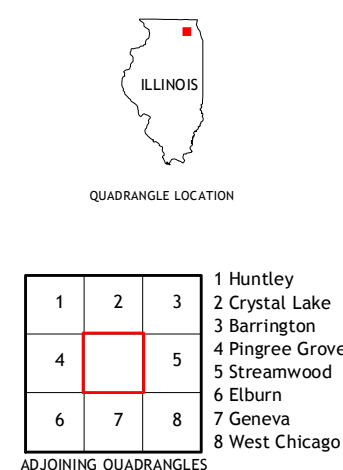 ILLINOIS
QUADRANGLE LOCATION
1 2 3
4 5
6 7 8
1 Huntley
2 Crystal Lake
3 Barrington
4 Pingree Grove
5 Streamwood
6 Elburn
7 Geneva
8 West Chicago
ADJOINING QUADRANGLES